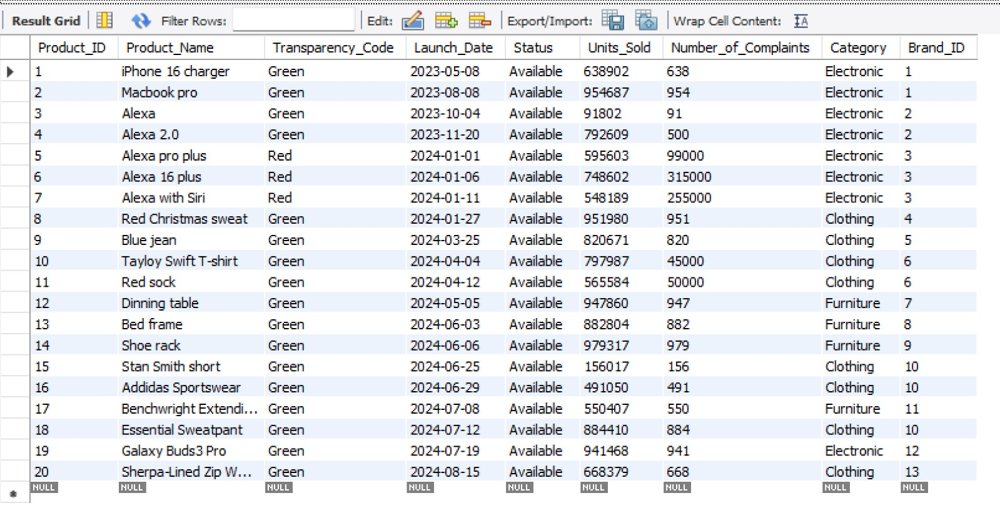 Result Grid Filter Rows: Edit: Export/Import: Wrap Cell Content: IA
Product_ID Product_Name Transparency_Code Launch_Date Status Units_Sold Number_of_Complaints Category Brand_ID
1 iPhone 16 charger Green 2023-05-08 Available 638902 638 Electronic 1
2 Macbook pro Green 2023-08-08 Available 954687 954 Electronic 1
3 Alexa Green 2023-10-04 Available 91802 91 Electronic 2
4 Alexa 2.0 Green 2023-11-20 Available 792609 500 Electronic 2
5 Alexa pro plus Red 2024-01-01 Available 595603 99000 Electronic 3
6 Alexa 16 plus Red 2024-01-06 Available 748602 315000 Electronic 3
7 Alexa with Siri Red 2024-01-11 Available 548189 255000 Electronic 3
8 Red Christmas sweat Green 2024-01-27 Available 951980 951 Clothing 4
9 Blue jean Green 2024-03-25 Available 820671 820 Clothing 5
10 Tayloy Swift T-shirt Green 2024-04-04 Available 797987 45000 Clothing 6
11 Red sock Green 2024-04-12 Available 565584 50000 Clothing 6
12 Dinning table Green 2024-05-05 Available 947860 947 Furniture 7
13 Bed frame Green 2024-06-03 Available 882804 882 Furniture 8
14 Shoe rack Green 2024-06-06 Available 979317 979 Furniture 9
15 Stan Smith short Green 2024-06-25 Available 156017 156 Clothing 10
16 Addidas Sportswear Green 2024-06-29 Available 491050 491 Clothing 10
17 Benchwright Extendi... Green 2024-07-08 Available 550407 550 Furniture 11
18 Essential Sweatpant Green 2024-07-12 Available 884410 884 Clothing 10
19 Galaxy Buds3 Pro Green 2024-07-19 Available 941468 941 Electronic 12
20 Sherpa-Lined Zip W... Green 2024-08-15 Available 668379 668 Clothing 13
NULL NULL NULL NULL NULL NULL NULL NULL NULL